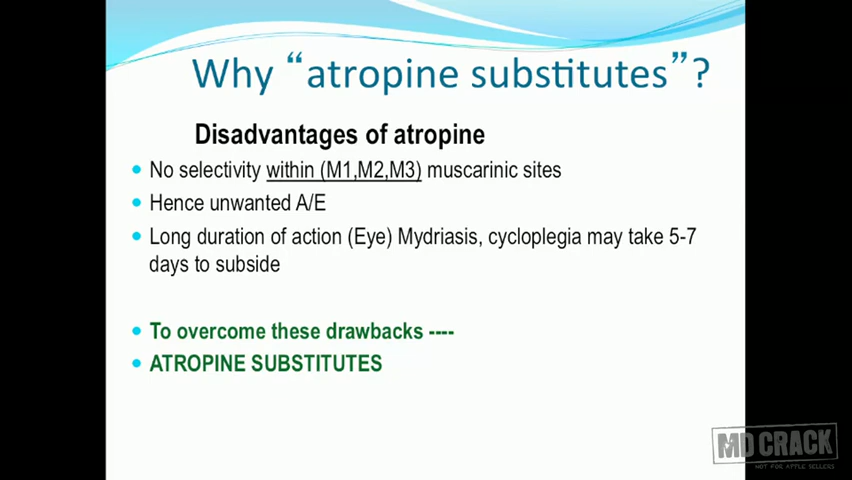 Why “atropine substitutes”?
Disadvantages of atropine
• No selectivity within (M1,M2,M3) muscarinic sites
• Hence unwanted A/E
• Long duration of action (Eye) Mydriasis, cycloplegia may take 5-7
days to subside
• To overcome these drawbacks ----
• ATROPINE SUBSTITUTES
MD CRACK
NOT FOR APPLE SELLERS